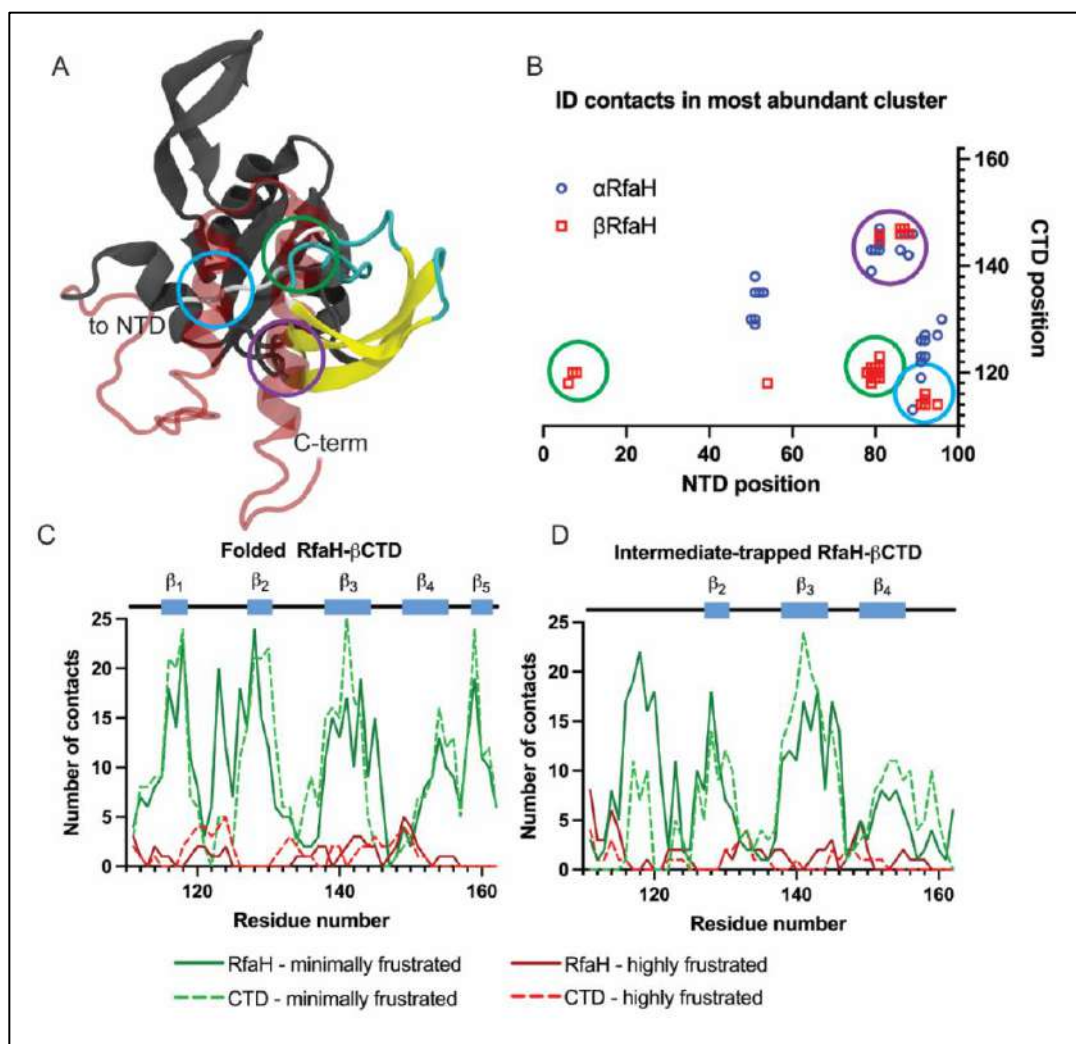 A
to NTD
C-term
B
ID contacts in most abundant cluster
αRfaH
βRfaH
160
140
120
CTD position
0 20 40 60 80 100
NTD position
C
Folded RfaH-βCTD
β1 β2 β3 β4 β5
25
20
15
10
5
0
Number of contacts
120 140 160
Residue number
D
Intermediate-trapped RfaH-βCTD
β2 β3 β4
25
20
15
10
5
0
Number of contacts
120 140 160
Residue number
RfaH - minimally frustrated
RfaH - highly frustrated
CTD - minimally frustrated
CTD - highly frustrated